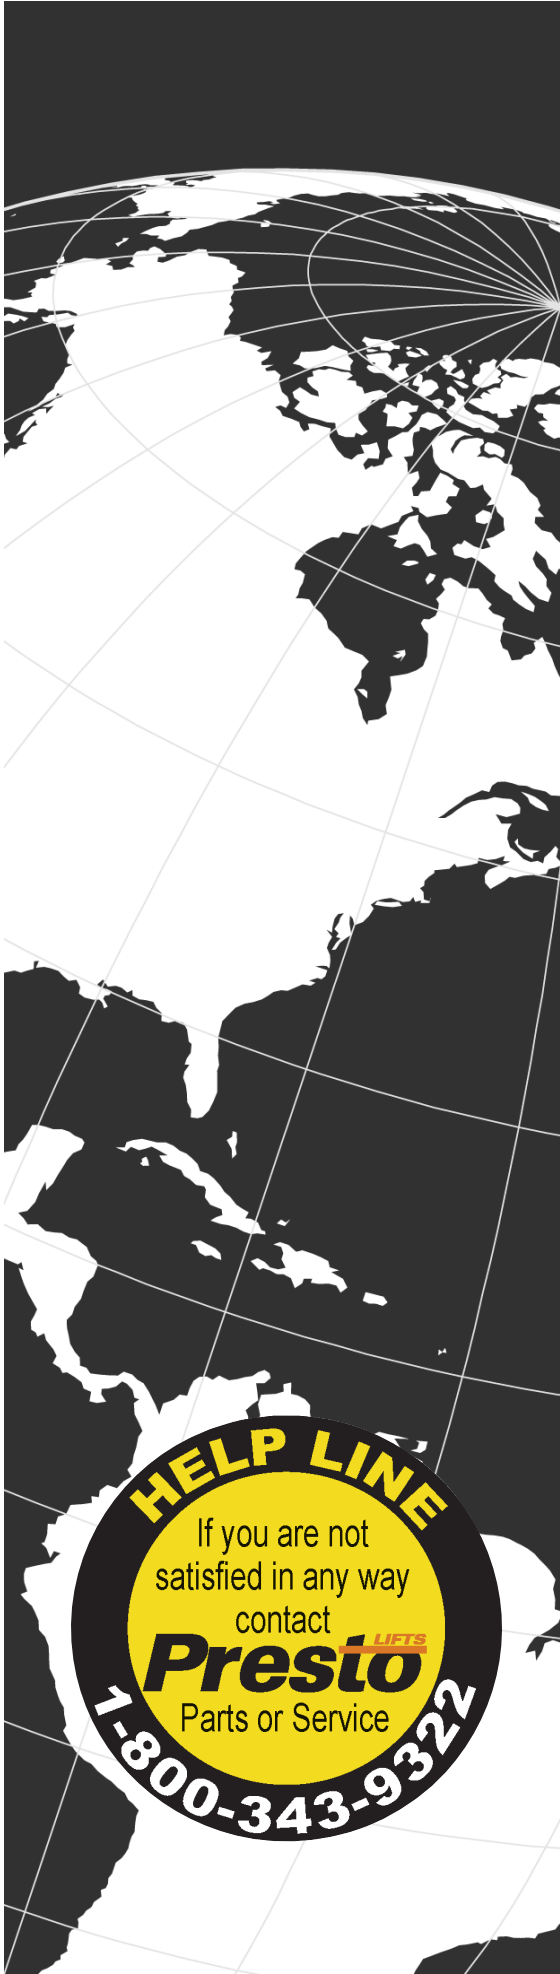 HELP LINE
If you are not
satisfied in any way
contact
Presto LIFTS
Parts or Service
1-800-343-9322